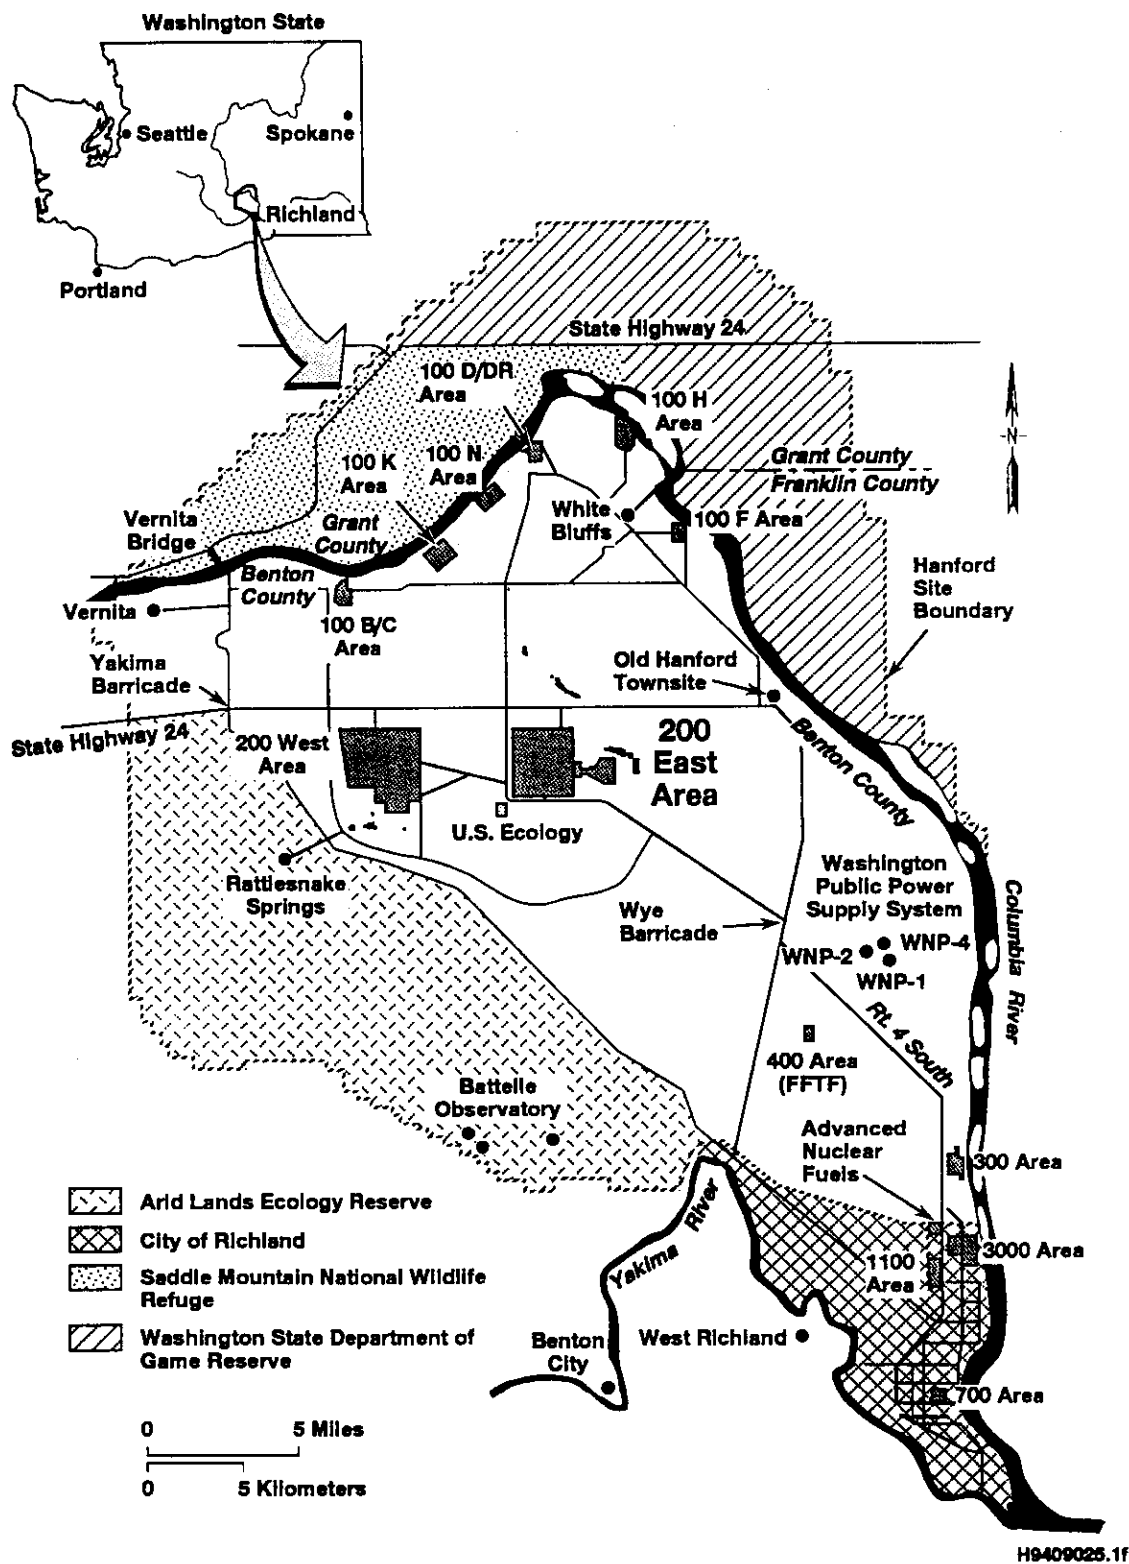 Washington State
Seattle
Spokane
Richland
Portland
State Highway 24
100 D/DR
Area
100 H
Area
100 N
Area
100 K
Area
N
Grant County
Franklin County
White
Bluffs
100 F Area
Vernita
Bridge
Grant
County
Benton
County
Hanford
Site
Boundary
Vernita
100 B/C
Area
Yakima
Barricade
Old Hanford
Townsite
State Highway 24
200 West
Area
200
East
Area
Benton County
U.S. Ecology
Rattlesnake
Springs
Washington
Public Power
Supply System
Columbia River
Wye
Barricade
WNP-4
WNP-2
WNP-1
Rt. 4 South
400 Area
(FFTF)
Battelle
Observatory
Advanced
Nuclear
Fuels
300 Area
Arid Lands Ecology Reserve
City of Richland
Saddle Mountain National Wildlife
Refuge
Washington State Department of
Game Reserve
Yakima River
3000 Area
1100
Area
West Richland
Benton
City
700 Area
0 5 Miles
0 5 Kilometers
H9409025.1f